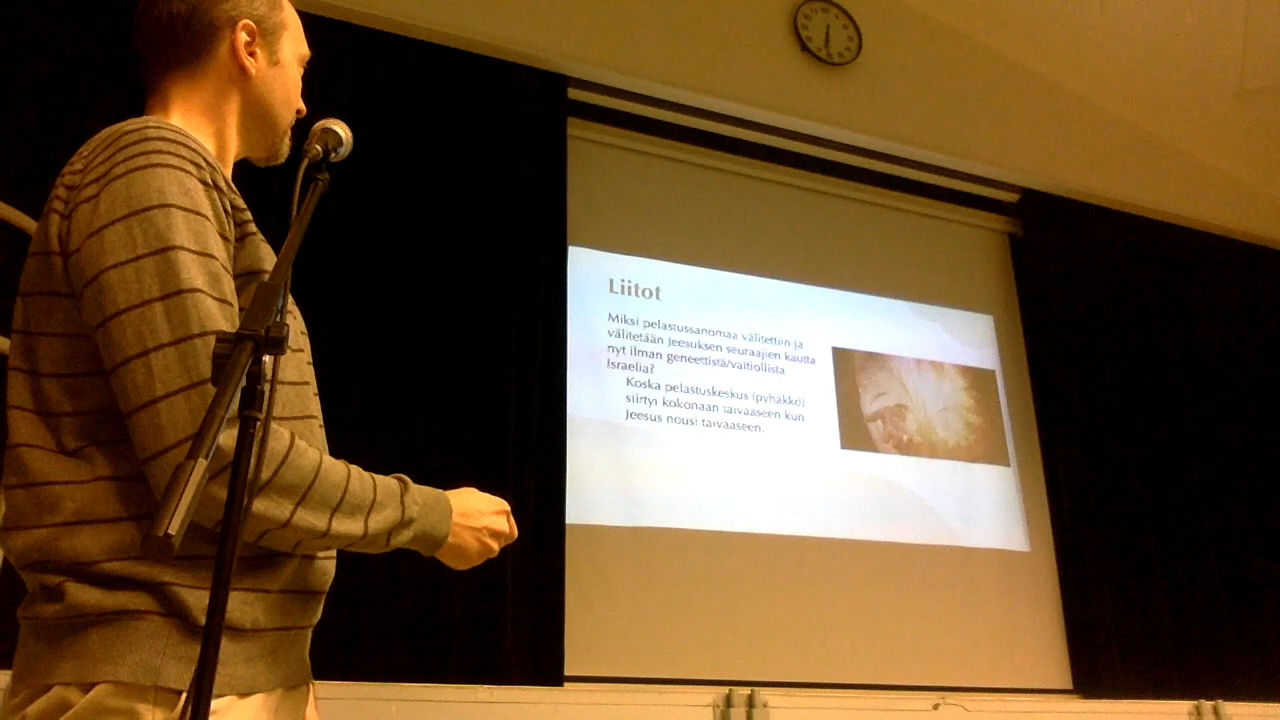 Liitot
Miksi pelastussanomaa välitettiin ja
välitetään Jeesuksen seuraajien kautta
nyt ilman geneettistä/valtiollista
Israelia?
Koska pelastuskeskus (pyhäkkö)
siirtyi kokonaan taivaaseen kun
Jeesus nousi taivaaseen.